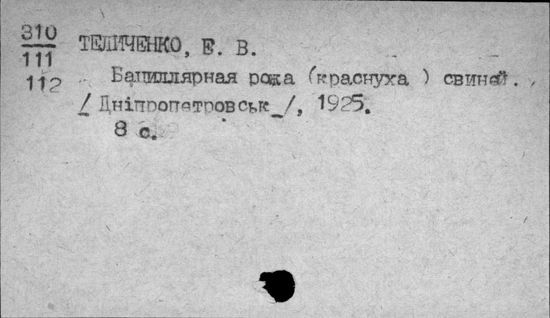 310
111
112
ТЕЛИЧЕНКО, Е. В.
Бациллярная рожа (краснуха ) свиней.
/ Дніпропетровськ_/, 1925.
8 с.